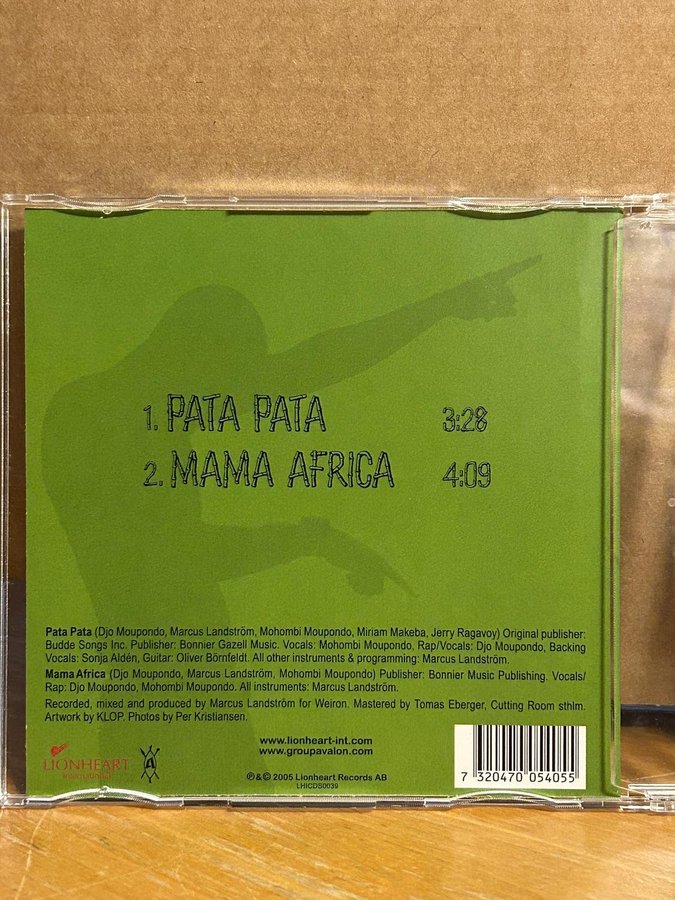 1. PATA PATA 3:28
2. MAMA AFRICA 4:09
Pata Pata (Djo Moupondo, Marcus Landström, Mohombi Moupondo, Miriam Makeba, Jerry Ragavoy) Original publisher:
Budde Songs Inc. Publisher: Bonnier Gazell Music. Vocals: Mohombi Moupondo, Rap/Vocals: Djo Moupondo, Backing
Vocals: Sonja Aldén, Guitar: Oliver Börnfeldt. All other instruments & programming: Marcus Landström.
Mama Africa (Djo Moupondo, Marcus Landström, Mohombi Moupondo) Publisher: Bonnier Music Publishing. Vocals/
Rap: Djo Moupondo, Mohombi Moupondo. All instruments: Marcus Landström.
Recorded, mixed and produced by Marcus Landström for Weiron. Mastered by Tomas Eberger, Cutting Room sthlm.
Artwork by KLOP. Photos by Per Kristiansen.
www.lionheart-int.com
www.groupavalon.com
LIONHEART
International
A
℗ & © 2005 Lionheart Records AB
LHICDS0039
7 320470 054055